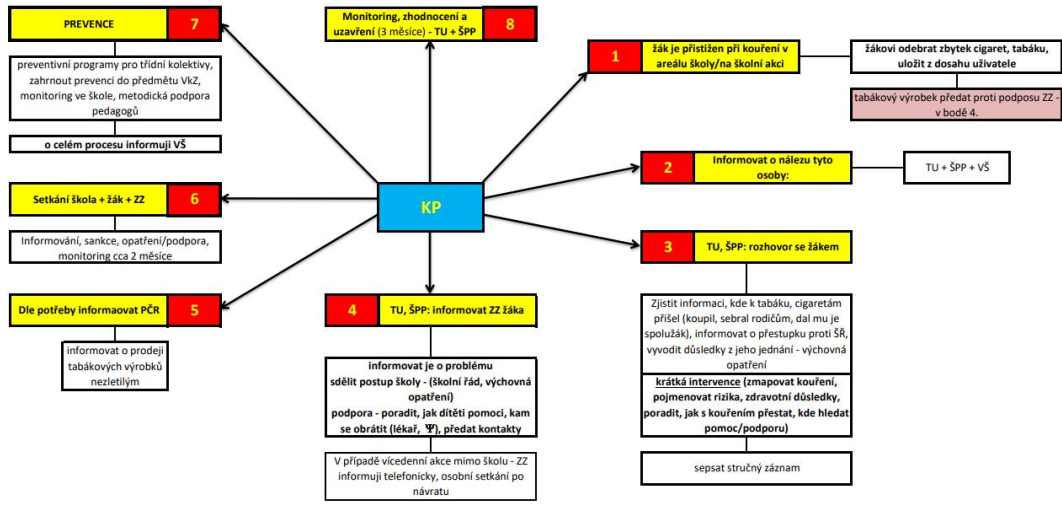 PREVENCE
7
preventivní programy pro třídní kolektivy,
zahrnout prevenci do předmětu VkZ,
monitoring ve škole, metodická podpora
pedagogů
o celém procesu informuji VŠ
Monitoring, zhodnocení a
uzavření (3 měsíce) - TU + ŠPP
8
1
žák je přistižen při kouření v
areálu školy/na školní akci
žákovi odebrat zbytek cigaret, tabáku,
uložit z dosahu uživatele
tabákový výrobek předat proti podposu ZZ -
v bodě 4.
2
Informovat o nálezu tyto
osoby:
TU + ŠPP + VŠ
Setkání škola + žák + ZZ
6
Informování, sankce, opatření/podpora,
monitoring cca 2 měsíce
KP
3
TU, ŠPP: rozhovor se žákem
Zjistit informaci, kde k tabáku, cigaretám
přišel (koupil, sebral rodičům, dal mu je
spolužák), informovat o přestupku proti ŠŘ,
vyvodit důsledky z jeho jednání - výchovná
opatření
krátká intervence (zmapovat kouření,
pojmenovat rizika, zdravotní důsledky,
poradit, jak s kouřením přestat, kde hledat
pomoc/podporu)
sepsat stručný záznam
Dle potřeby informaovat PČR
5
informovat o prodeji
tabákových výrobků
nezletilým
4
TU, ŠPP: informovat ZZ žáka
informovat je o problému
sdělit postup školy - (školní řád, výchovná
opatření)
podpora - poradit, jak dítěti pomoci, kam
se obrátit (lékař, Ψ), předat kontakty
V případě vícedenní akce mimo školu - ZZ
informuji telefonicky, osobní setkání po
návratu